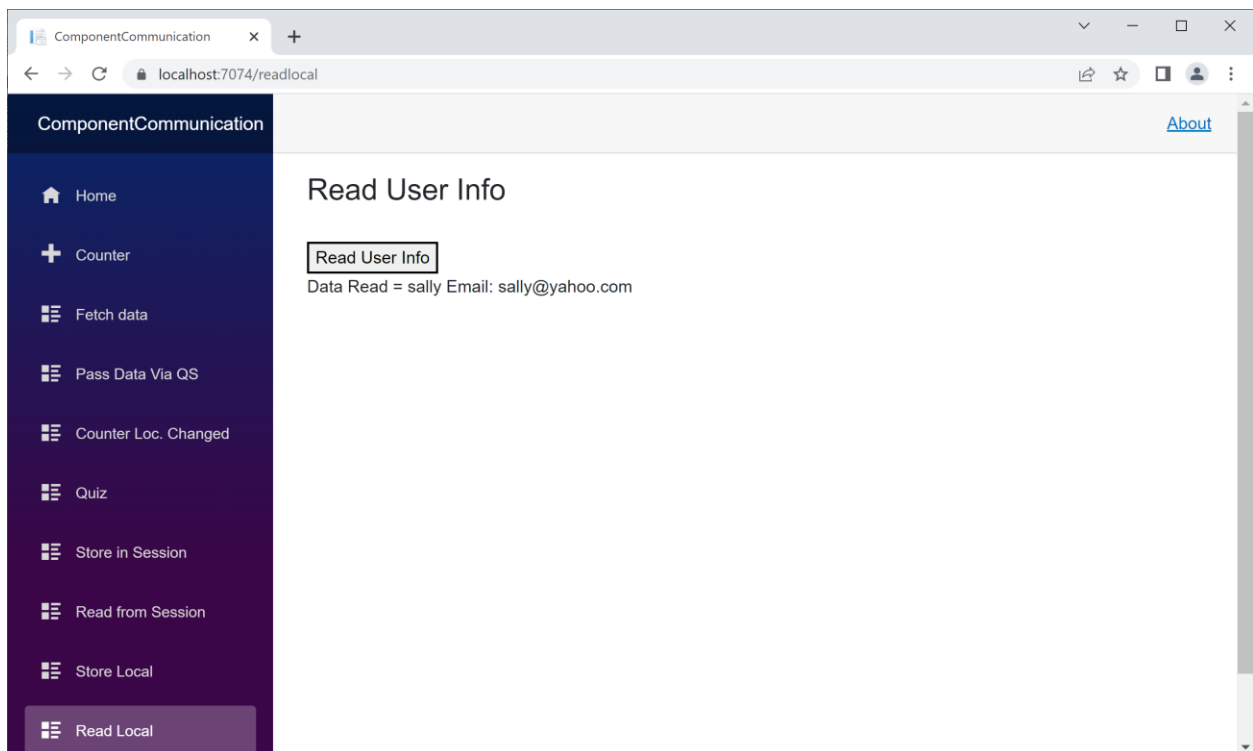 ComponentCommunication
localhost:7074/readlocal
ComponentCommunication
About
Home
Counter
Fetch data
Pass Data Via QS
Counter Loc. Changed
Quiz
Store in Session
Read from Session
Store Local
Read Local
Read User Info
Read User Info
Data Read = sally Email: sally@yahoo.com